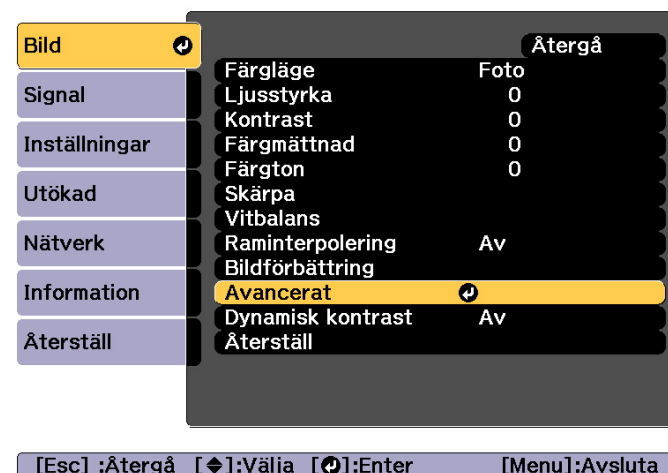 Bild
Signal
Inställningar
Utökad
Nätverk
Information
Återställ
Återgå
Färgläge Foto
Ljusstyrka 0
Kontrast 0
Färgmättnad 0
Färgton 0
Skärpa
Vitbalans
Raminterpolering Av
Bildförbättring
Avancerat
Dynamisk kontrast Av
Återställ
[Esc] :Återgå [◆]:Välja [↵]:Enter [Menu]:Avsluta